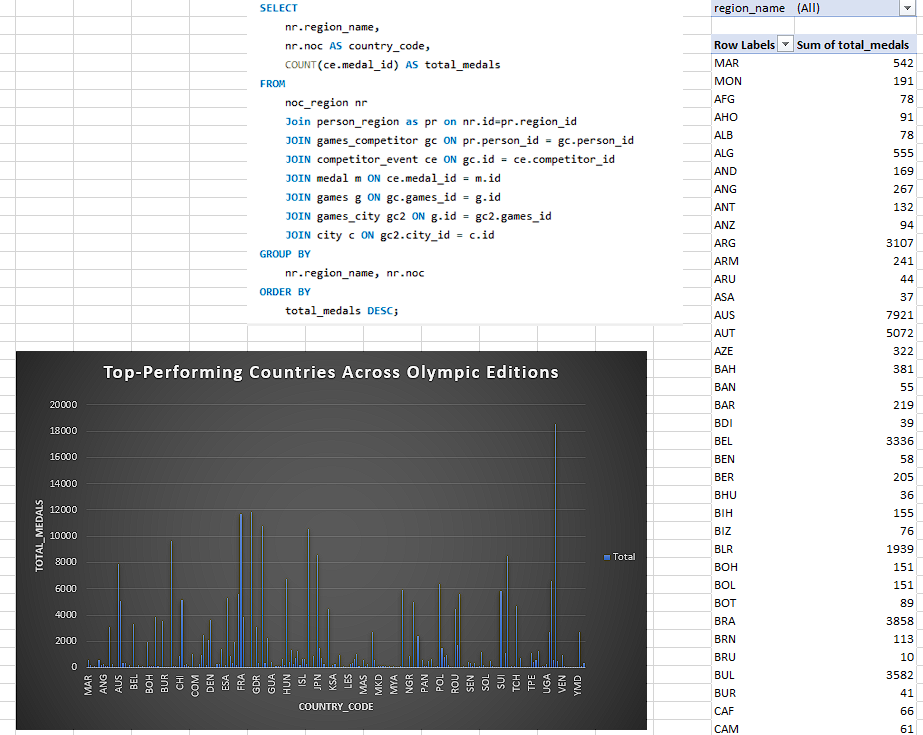 SELECT
nr.region_name,
nr.noc AS country_code,
COUNT(ce.medal_id) AS total_medals
FROM
noc_region nr
Join person_region as pr on nr.id=pr.region_id
JOIN games_competitor gc ON pr.person_id = gc.person_id
JOIN competitor_event ce ON gc.id = ce.competitor_id
JOIN medal m ON ce.medal_id = m.id
JOIN games g ON gc.games_id = g.id
JOIN games_city gc2 ON g.id = gc2.games_id
JOIN city c ON gc2.city_id = c.id
GROUP BY
nr.region_name, nr.noc
ORDER BY
total_medals DESC;
Top-Performing Countries Across Olympic Editions
TOTAL_MEDALS
20000
18000
16000
14000
12000
10000
8000
6000
4000
2000
0
MAR ANG AUS BEL BOH BUR CHI COM DEN ESA FRA GDR GUA HUN ISL JPN KSA LES MAS MKD MYA NGR PAN POL ROU SEN SOL SUI TCH TPE UGA VEN YMD
COUNTRY_CODE
Total
region_name (All)
Row Labels Sum of total_medals
MAR 542
MON 191
AFG 78
AHO 91
ALB 78
ALG 555
AND 169
ANG 267
ANT 132
ANZ 94
ARG 3107
ARM 241
ARU 44
ASA 37
AUS 7921
AUT 5072
AZE 322
BAH 381
BAN 55
BAR 219
BDI 39
BEL 3336
BEN 58
BER 205
BHU 36
BIH 155
BIZ 76
BLR 1939
BOH 151
BOL 151
BOT 89
BRA 3858
BRN 113
BRU 10
BUL 3582
BUR 41
CAF 66
CAM 61